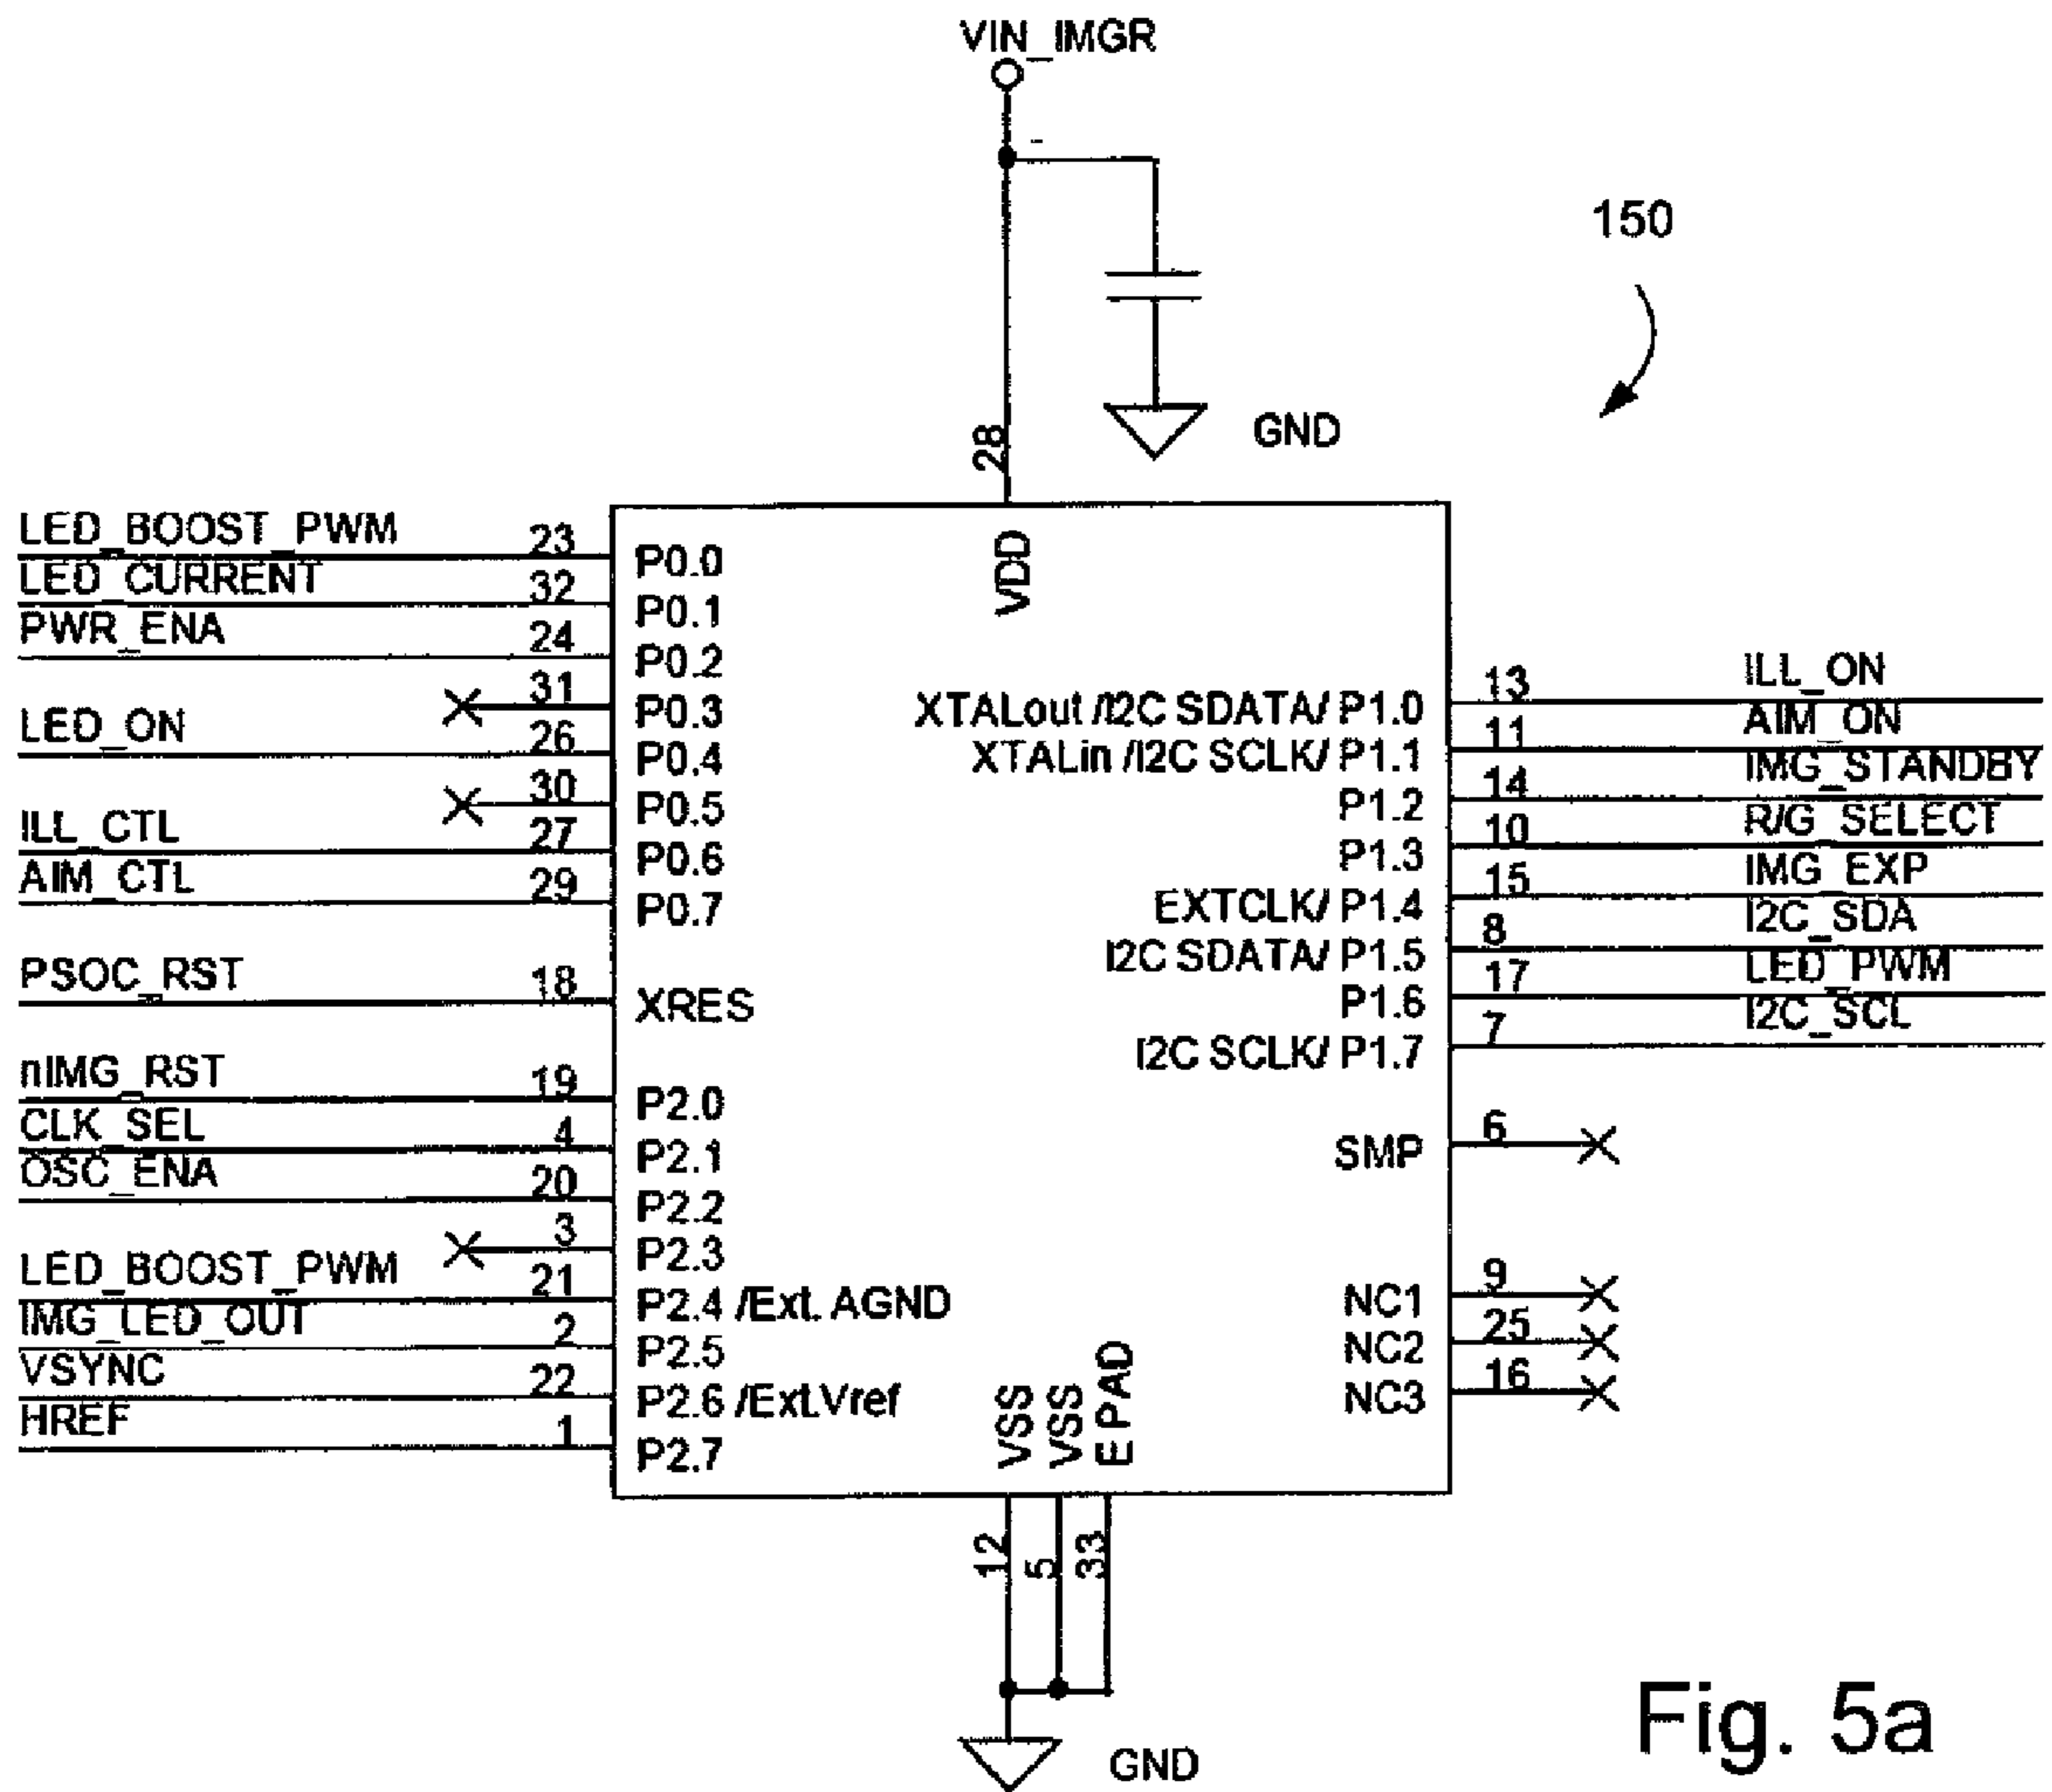 VIN_IMGR
150
GND
28
VDD
LED_BOOST_PWM 23 P0.0
LED_CURRENT 32 P0.1
PWR_ENA 24 P0.2
31 P0.3
LED_ON 26 P0.4
30 P0.5
ILL_CTL 27 P0.6
AIM_CTL 29 P0.7
PSOC_RST 18 XRES
nIMG_RST 19 P2.0
CLK_SEL 4 P2.1
OSC_ENA 20 P2.2
3 P2.3
LED_BOOST_PWM 21 P2.4 /Ext. AGND
IMG_LED_OUT 2 P2.5
VSYNC 22 P2.6 /Ext.Vref
HREF 1 P2.7
XTALout /I2C SDATA/ P1.0 13 ILL_ON
XTALin /I2C SCLK/ P1.1 11 AIM_ON
P1.2 14 IMG_STANDBY
P1.3 10 R/G_SELECT
EXTCLK/ P1.4 15 IMG_EXP
I2C SDATA/ P1.5 8 I2C_SDA
P1.6 17 LED_PWM
I2C SCLK/ P1.7 7 I2C_SCL
SMP 6
NC1 9
NC2 25
NC3 16
VSS VSS EPAD
12 5 33
GND
Fig. 5a